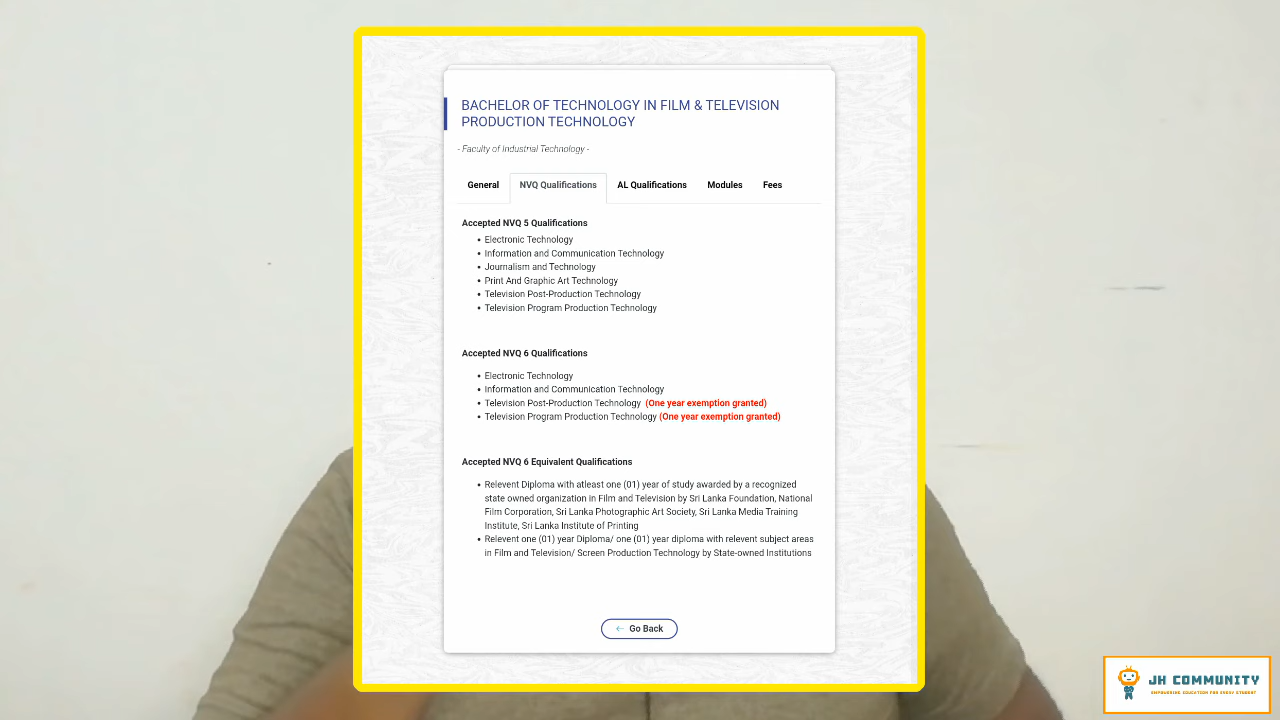 BACHELOR OF TECHNOLOGY IN FILM & TELEVISION
PRODUCTION TECHNOLOGY
- Faculty of Industrial Technology -
General NVQ Qualifications AL Qualifications Modules Fees
Accepted NVQ 5 Qualifications
• Electronic Technology
• Information and Communication Technology
• Journalism and Technology
• Print And Graphic Art Technology
• Television Post-Production Technology
• Television Program Production Technology
Accepted NVQ 6 Qualifications
• Electronic Technology
• Information and Communication Technology
• Television Post-Production Technology (One year exemption granted)
• Television Program Production Technology (One year exemption granted)
Accepted NVQ 6 Equivalent Qualifications
• Relevent Diploma with atleast one (01) year of study awarded by a recognized
state owned organization in Film and Television by Sri Lanka Foundation, National
Film Corporation, Sri Lanka Photographic Art Society, Sri Lanka Media Training
Institute, Sri Lanka Institute of Printing
• Relevent one (01) year Diploma/ one (01) year diploma with relevent subject areas
in Film and Television/ Screen Production Technology by State-owned Institutions
← Go Back
JH COMMUNITY
EMPOWERING EDUCATION FOR EVERY STUDENT